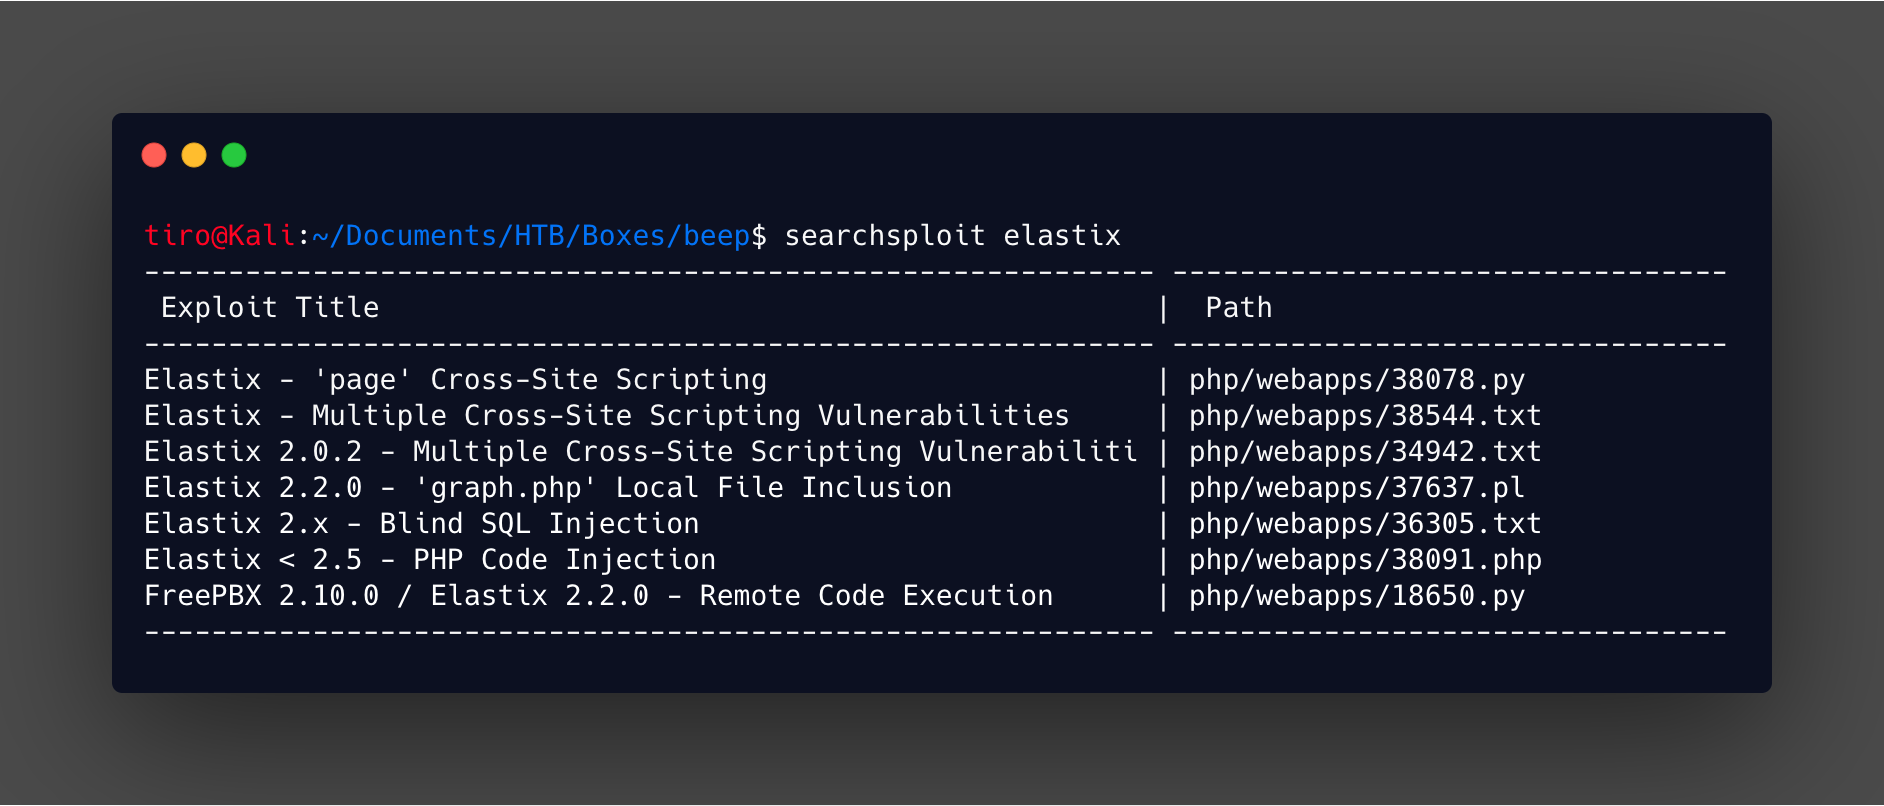 tiro@Kali:~/Documents/HTB/Boxes/beep$ searchsploit elastix
------------------------------------------------------------ ---------------------------------
 Exploit Title                                              |  Path
------------------------------------------------------------ ---------------------------------
Elastix - 'page' Cross-Site Scripting                       | php/webapps/38078.py
Elastix - Multiple Cross-Site Scripting Vulnerabilities     | php/webapps/38544.txt
Elastix 2.0.2 - Multiple Cross-Site Scripting Vulnerabiliti | php/webapps/34942.txt
Elastix 2.2.0 - 'graph.php' Local File Inclusion            | php/webapps/37637.pl
Elastix 2.x - Blind SQL Injection                           | php/webapps/36305.txt
Elastix < 2.5 - PHP Code Injection                          | php/webapps/38091.php
FreePBX 2.10.0 / Elastix 2.2.0 - Remote Code Execution      | php/webapps/18650.py
------------------------------------------------------------ ---------------------------------